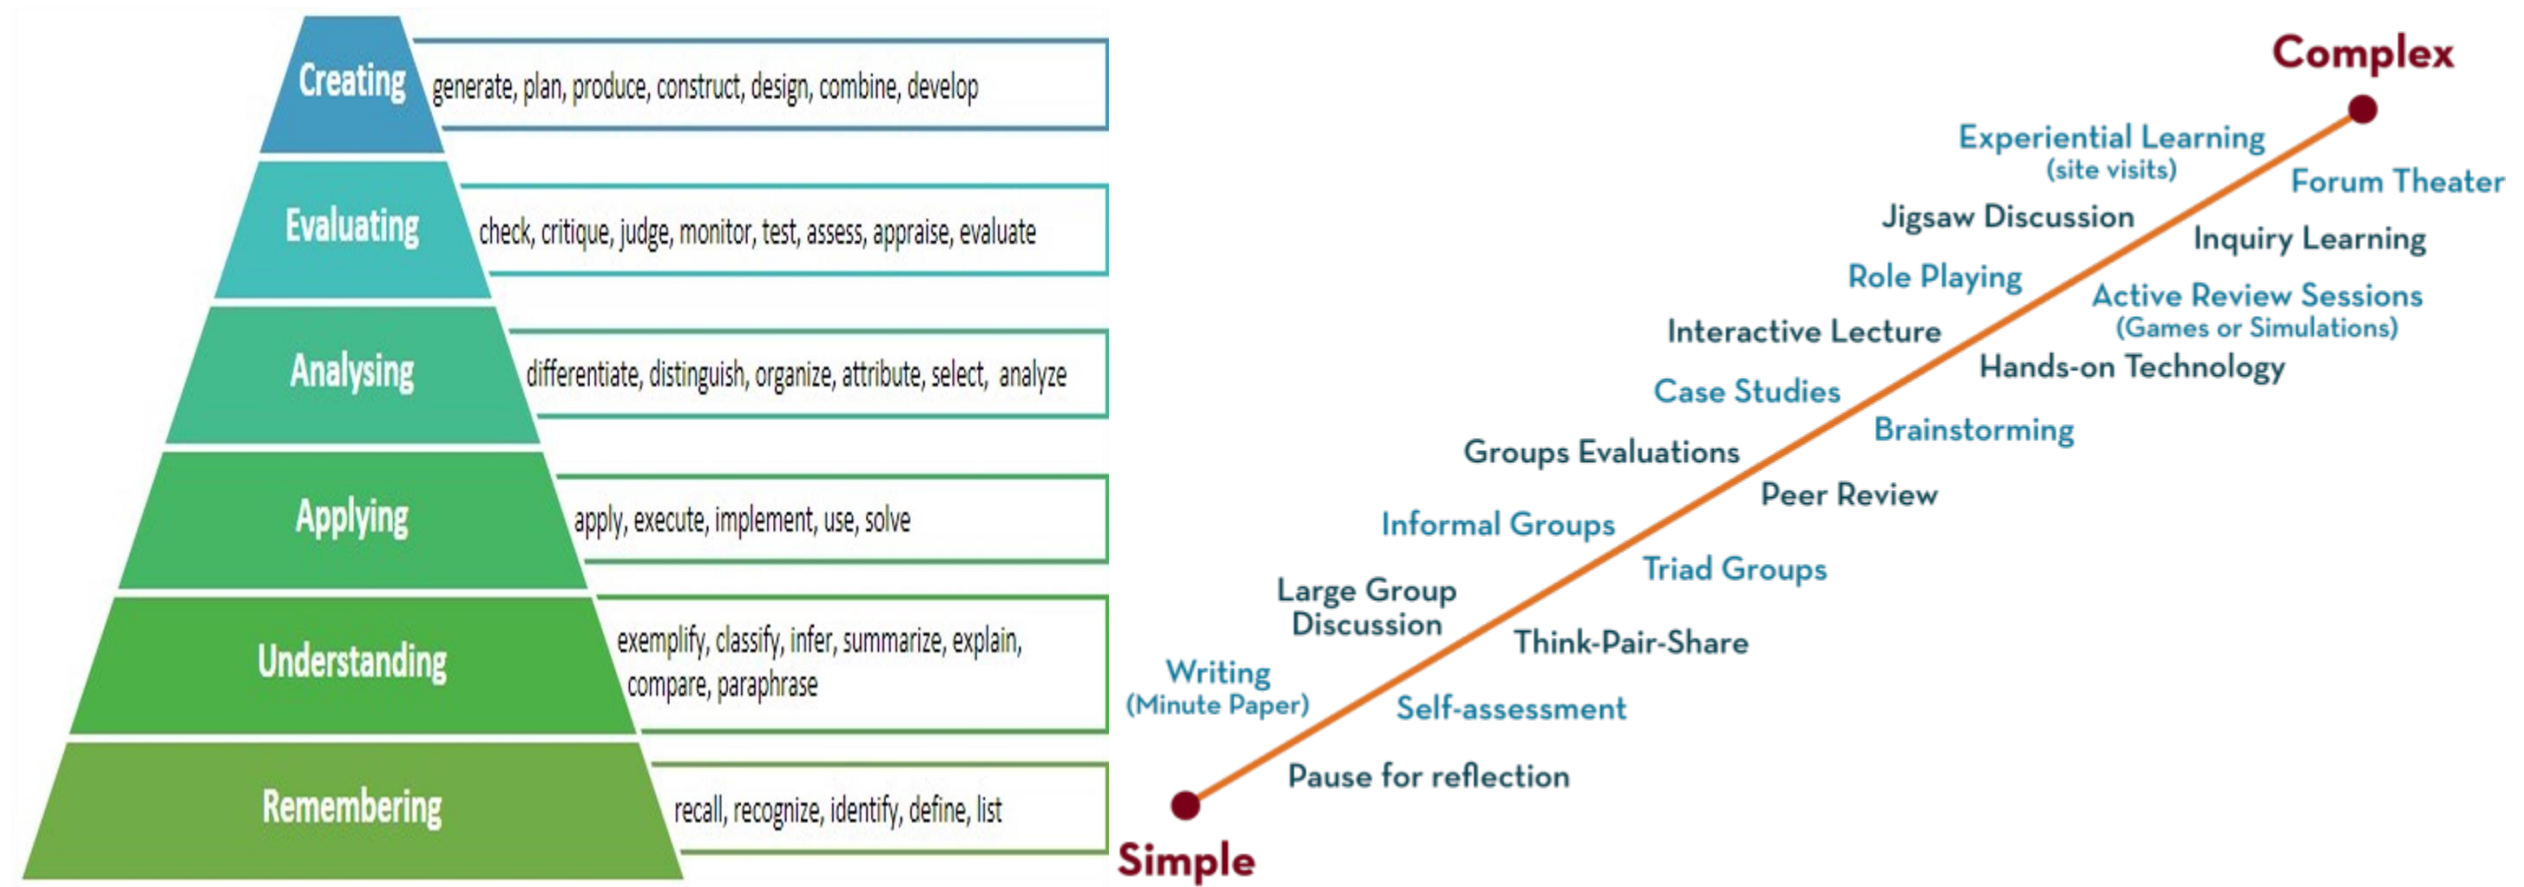 Creating
generate, plan, produce, construct, design, combine, develop
Evaluating
check, critique, judge, monitor, test, assess, appraise, evaluate
Analysing
differentiate, distinguish, organize, attribute, select, analyze
Applying
apply, execute, implement, use, solve
Understanding
exemplify, classify, infer, summarize, explain,
compare, paraphrase
Remembering
recall, recognize, identify, define, list
Complex
Experiential Learning
(site visits)
Forum Theater
Jigsaw Discussion
Inquiry Learning
Role Playing
Active Review Sessions
(Games or Simulations)
Interactive Lecture
Hands-on Technology
Case Studies
Brainstorming
Groups Evaluations
Peer Review
Informal Groups
Triad Groups
Large Group
Discussion
Think-Pair-Share
Writing
(Minute Paper)
Self-assessment
Pause for reflection
Simple